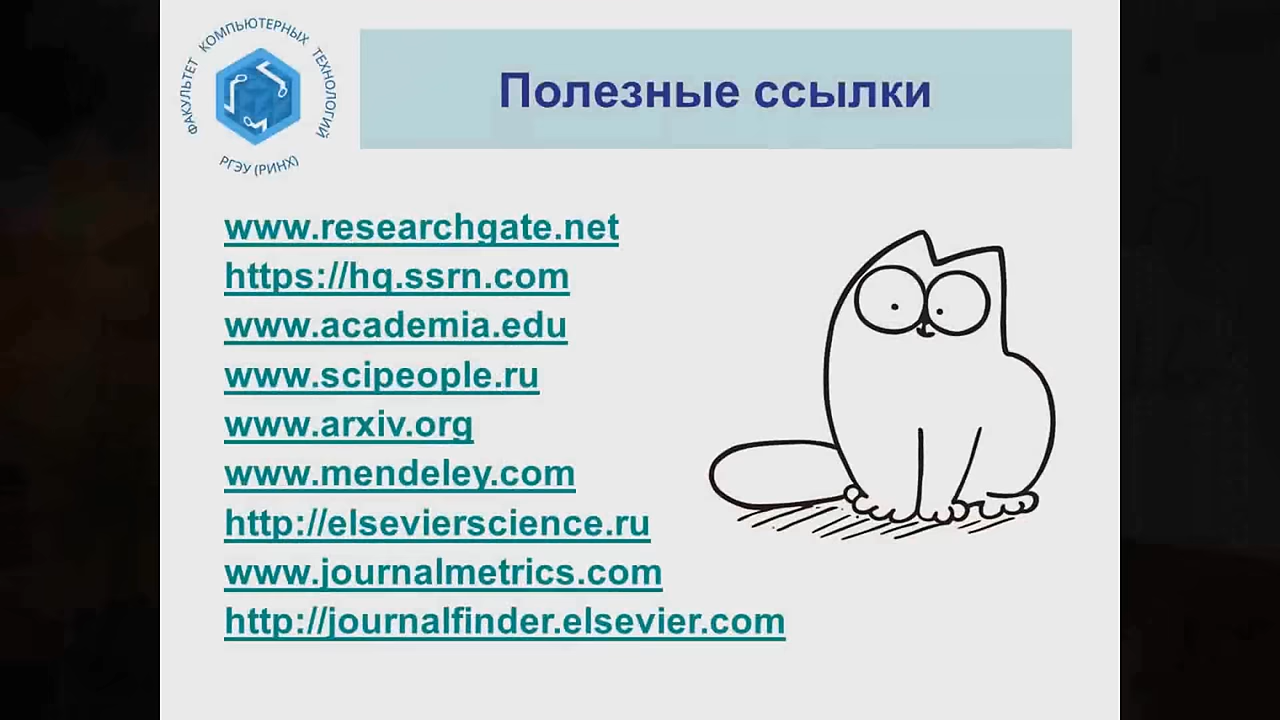 ФАКУЛЬТЕТ КОМПЬЮТЕРНЫХ ТЕХНОЛОГИЙ
РГЭУ (РИНХ)
Полезные ссылки
www.researchgate.net
https://hq.ssrn.com
www.academia.edu
www.scipeople.ru
www.arxiv.org
www.mendeley.com
http://elsevierscience.ru
www.journalmetrics.com
http://journalfinder.elsevier.com